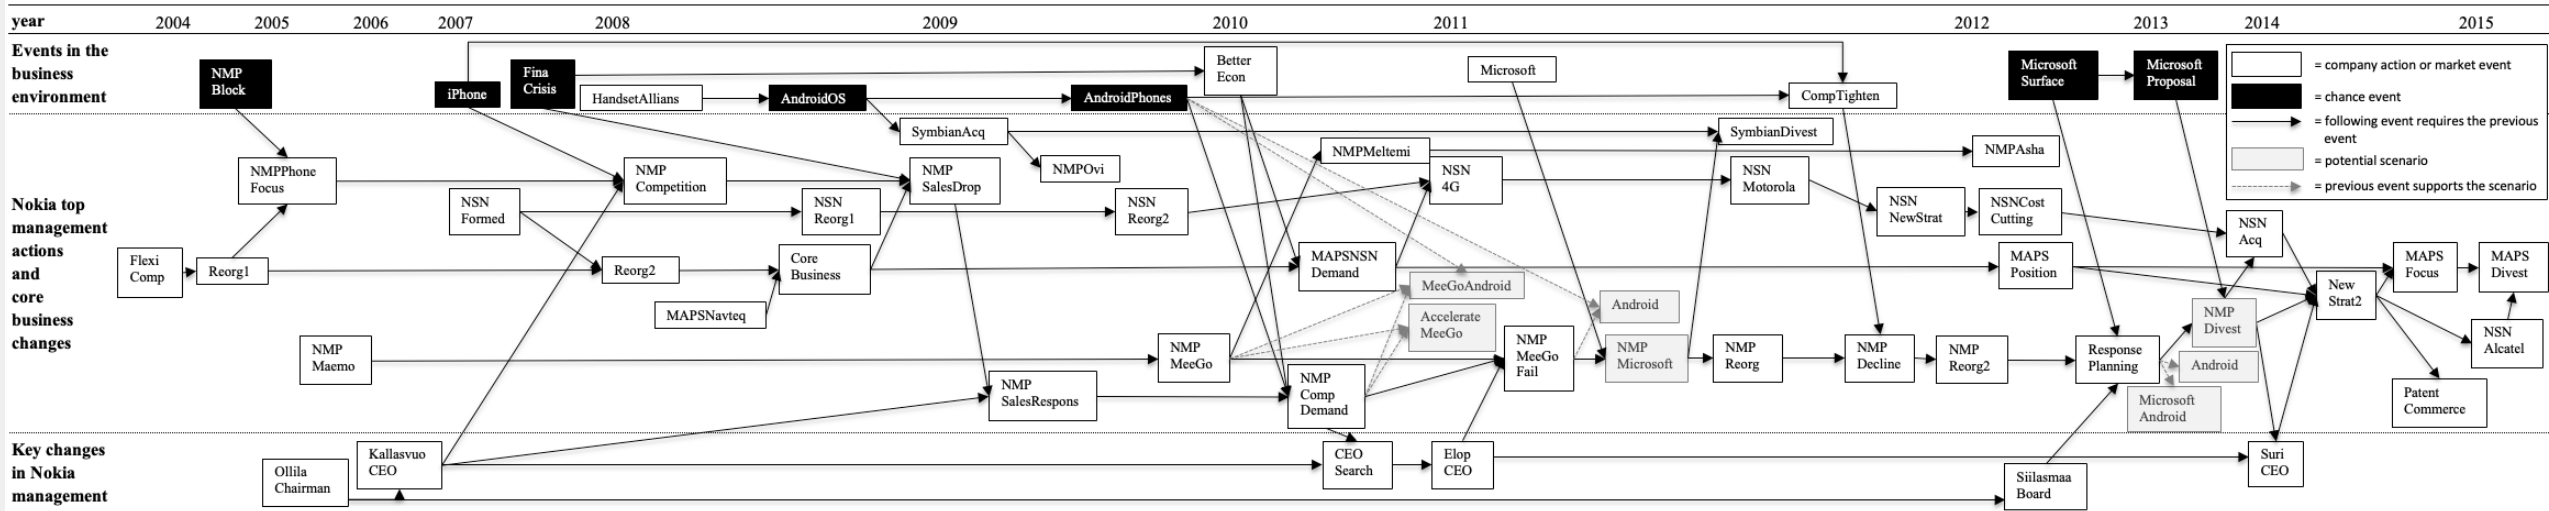 year
2004
2005
2006
2007
2008
2009
2010
2011
2012
2013
2014
2015
Events in the
business
environment
NMP
Block
iPhone
Fina
Crisis
HandsetAllians
AndroidOS
AndroidPhones
Better
Econ
Microsoft
CompTighten
Microsoft
Surface
Microsoft
Proposal
= company action or market event
= chance event
= following event requires the previous
event
= potential scenario
= previous event supports the scenario
Nokia top
management
actions
and
core
business
changes
SymbianAcq
SymbianDivest
NMPPhone
Focus
NMP
Competition
NMP
SalesDrop
NMPOvi
NMPMeltemi
NSN
4G
NSN
Motorola
NMPAsha
NSN
Formed
NSN
Reorg1
NSN
Reorg2
NSN
NewStrat
NSNCost
Cutting
NSN
Acq
Flexi
Comp
Reorg1
Reorg2
Core
Business
MAPSNSN
Demand
MAPS
Position
MAPS
Focus
MAPS
Divest
MAPSNavteq
MeeGoAndroid
Android
New
Strat2
Accelerate
MeeGo
NMP
Divest
NMP
Maemo
NMP
MeeGo
NMP
MeeGo
Fail
NMP
Microsoft
NMP
Reorg
NMP
Decline
NMP
Reorg2
Response
Planning
Android
NSN
Alcatel
NMP
SalesRespons
NMP
Comp
Demand
Microsoft
Android
Patent
Commerce
Key changes
in Nokia
management
Ollila
Chairman
Kallasvuo
CEO
CEO
Search
Elop
CEO
Siilasmaa
Board
Suri
CEO